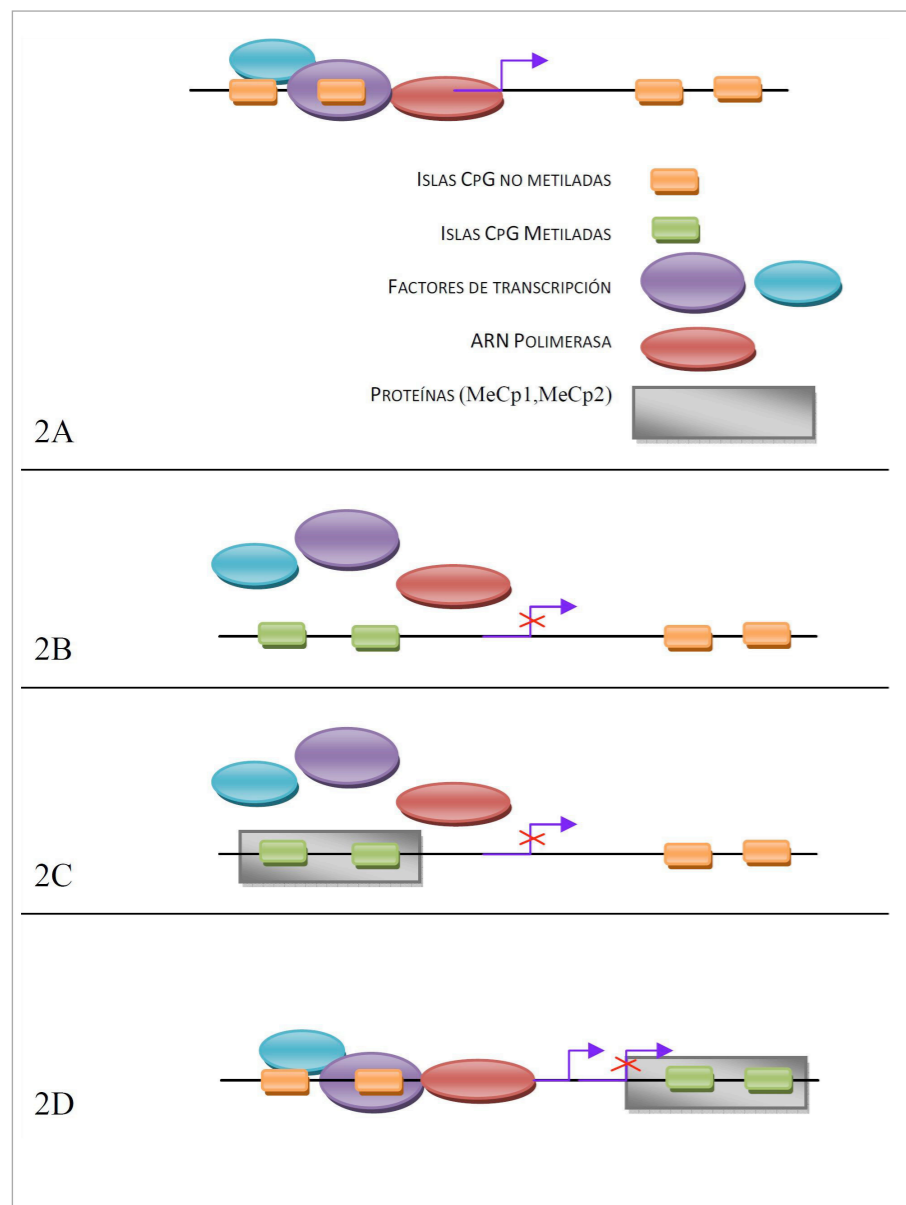 ISLAS CPG NO METILADAS
ISLAS CPG METILADAS
FACTORES DE TRANSCRIPCIÓN
ARN POLIMERASA
PROTEÍNAS (MeCp1,MeCp2)
2A
2B
2C
2D